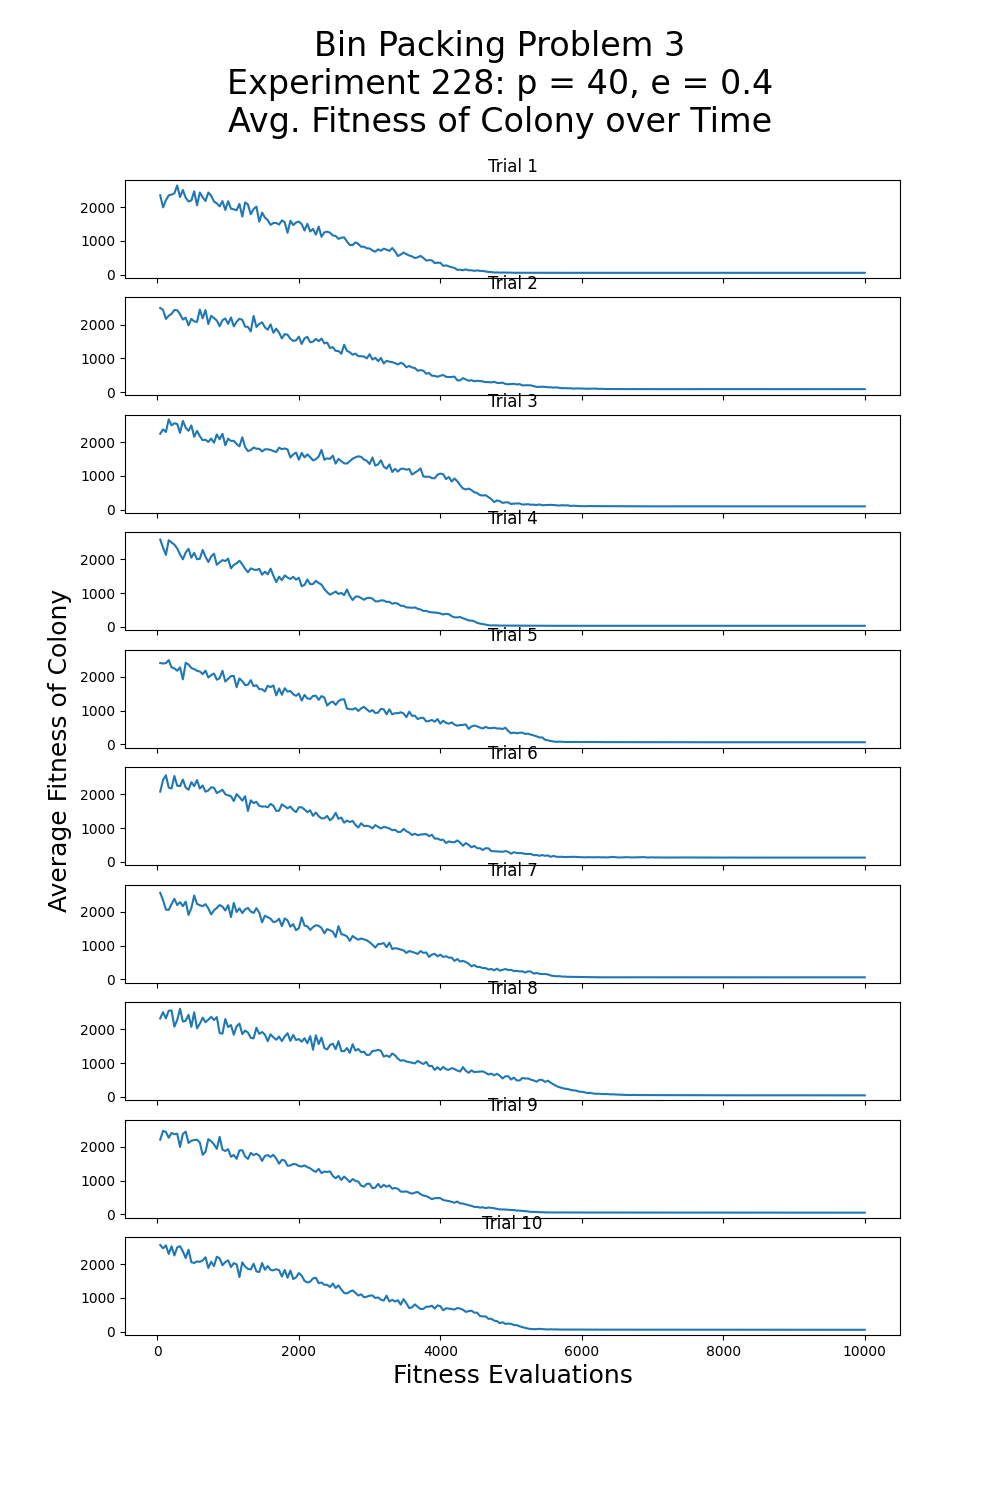 Bin Packing Problem 3
Experiment 228: p = 40, e = 0.4
Avg. Fitness of Colony over Time
Average Fitness of Colony
Trial 1
2000
1000
0
Trial 2
2000
1000
0
Trial 3
2000
1000
0
Trial 4
2000
1000
0
Trial 5
2000
1000
0
Trial 6
2000
1000
0
Trial 7
2000
1000
0
Trial 8
2000
1000
0
Trial 9
2000
1000
0
Trial 10
2000
1000
0
0 2000 4000 6000 8000 10000
Fitness Evaluations